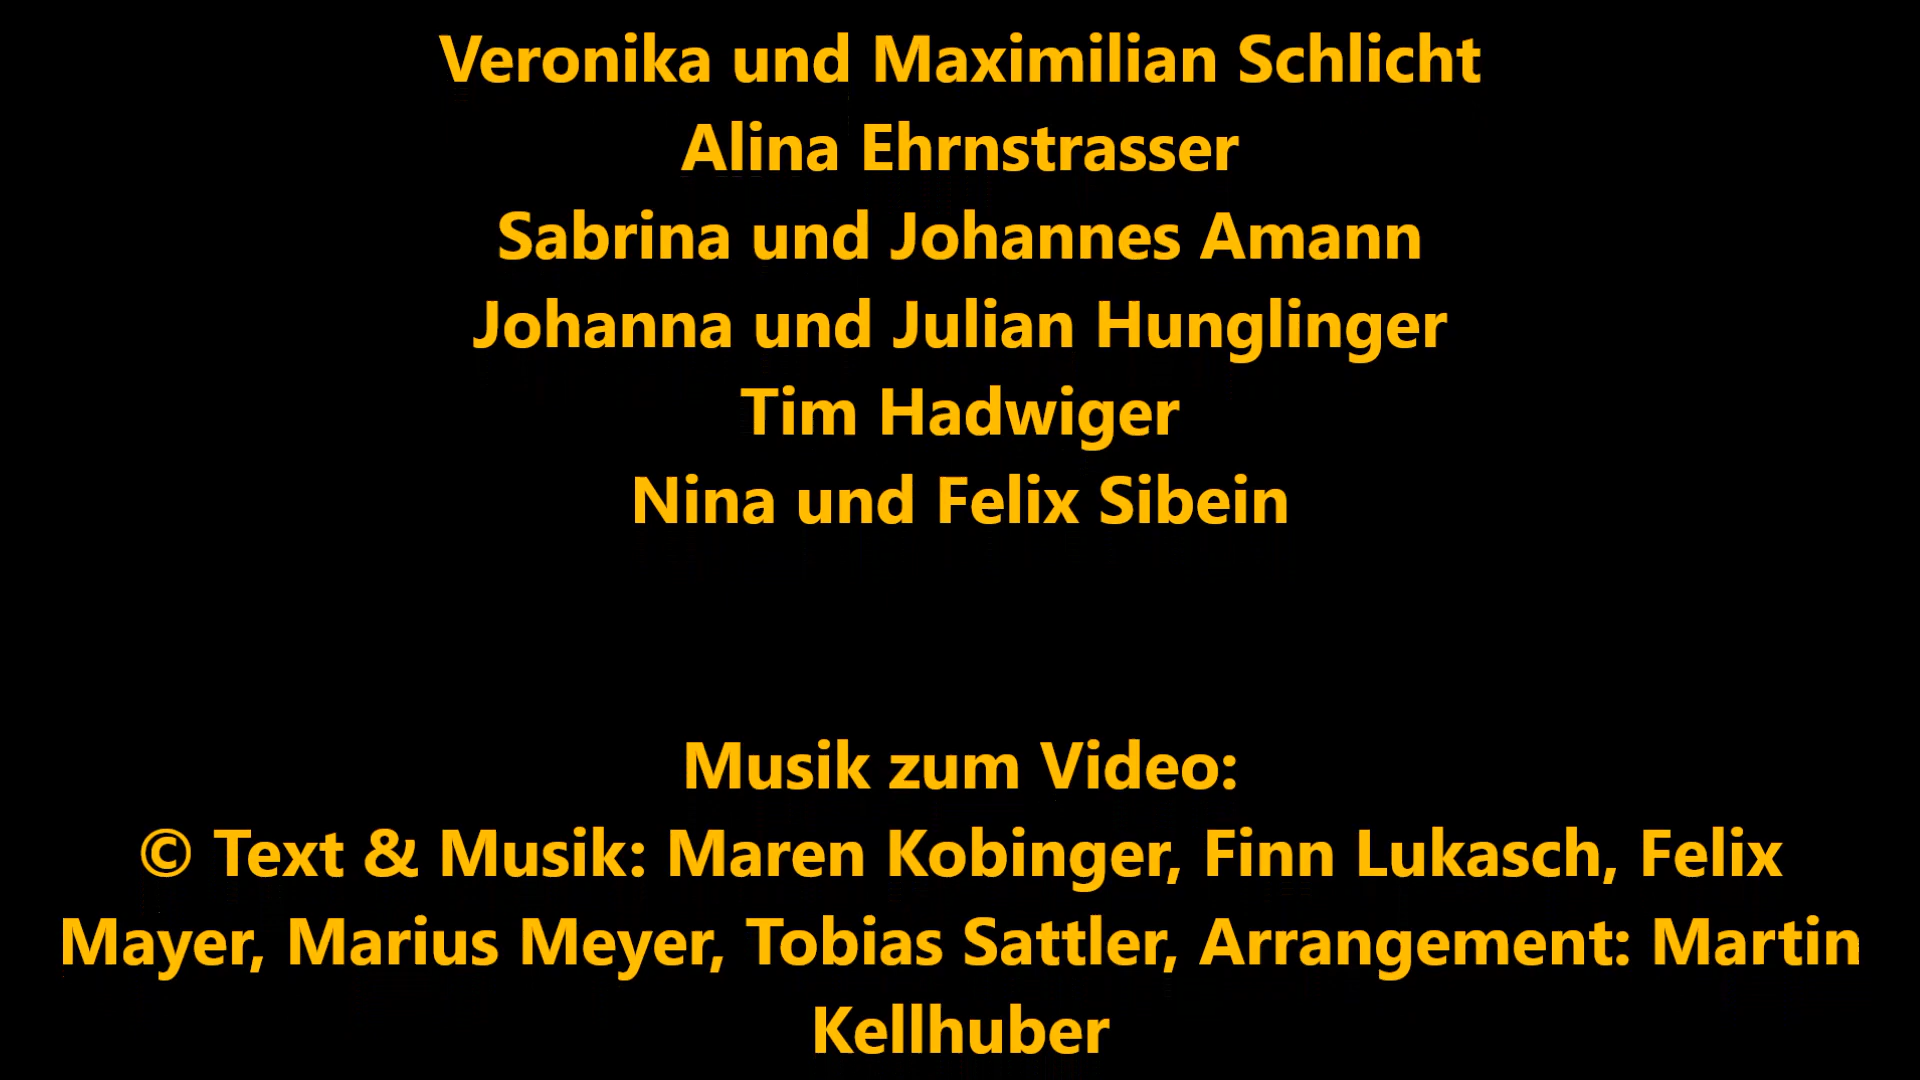 Veronika und Maximilian Schlicht
Alina Ehrnstrasser
Sabrina und Johannes Amann
Johanna und Julian Hunglinger
Tim Hadwiger
Nina und Felix Sibein
Musik zum Video:
© Text & Musik: Maren Kobinger, Finn Lukasch, Felix
Mayer, Marius Meyer, Tobias Sattler, Arrangement: Martin
Kellhuber